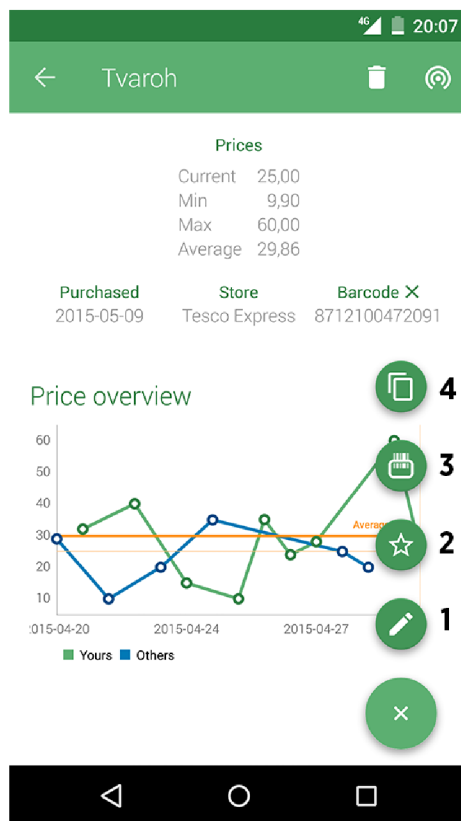 4G 20:07
Tvaroh
Prices
Current 25,00
Min 9,90
Max 60,00
Average 29,86
Purchased Store Barcode
2015-05-09 Tesco Express 8712100472091
Price overview
4
60
3
50
40
Average
30
2
20
10
1
2015-04-20 2015-04-24 2015-04-27
Yours Others